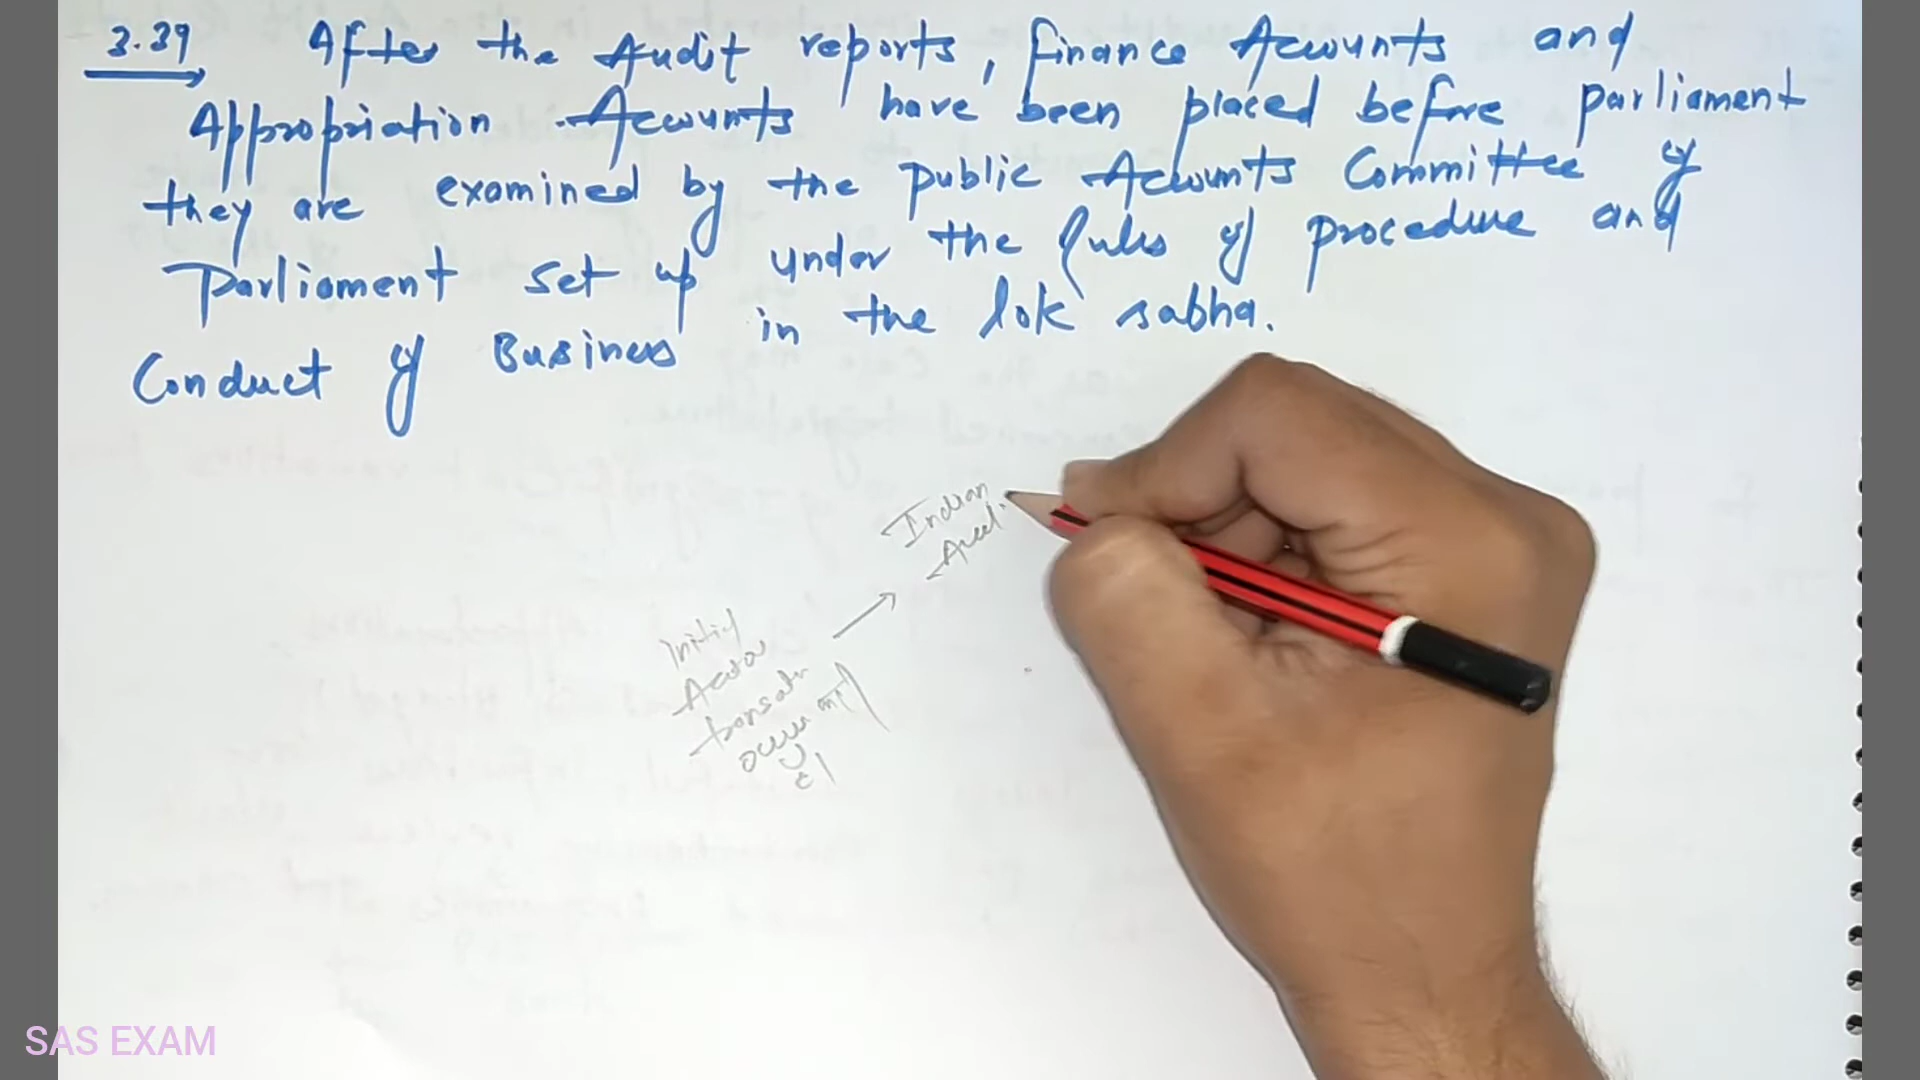 3.39 After the Audit reports, finance Accounts and
Appropriation Accounts have been placed before parliament
they are examined by the public Accounts Committee of
Parliament set up under the Rules of procedure and
Conduct of Business in the lok sabha.
Indian
initial
SAS EXAM